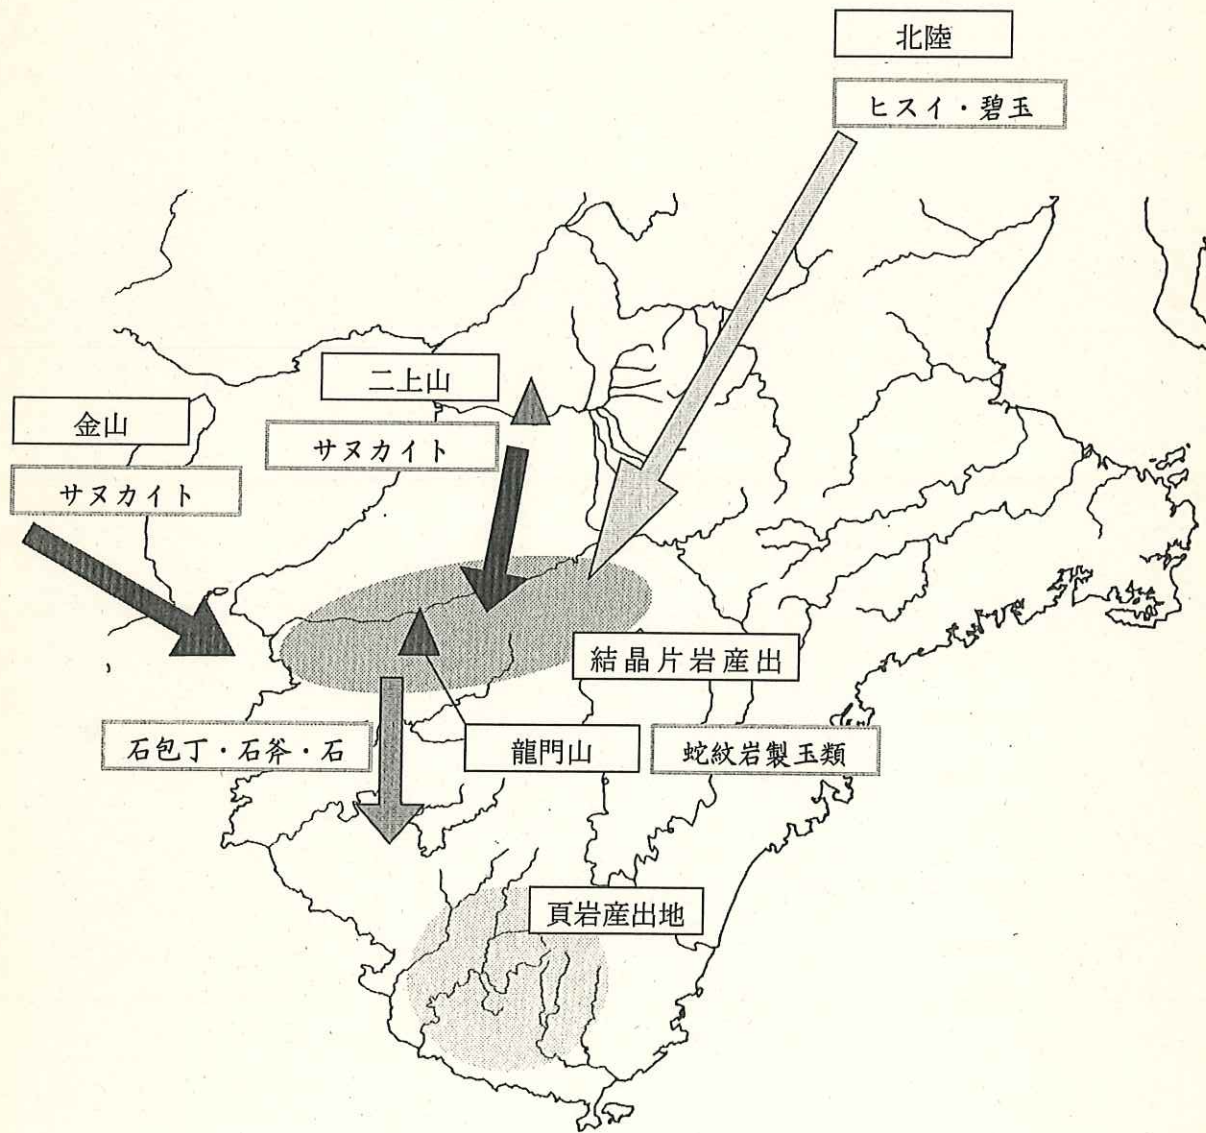 北陸
ヒスイ・碧玉
二上山
サヌカイト
金山
サヌカイト
結晶片岩産出
石包丁・石斧・石
龍門山
蛇紋岩製玉類
頁岩産出地